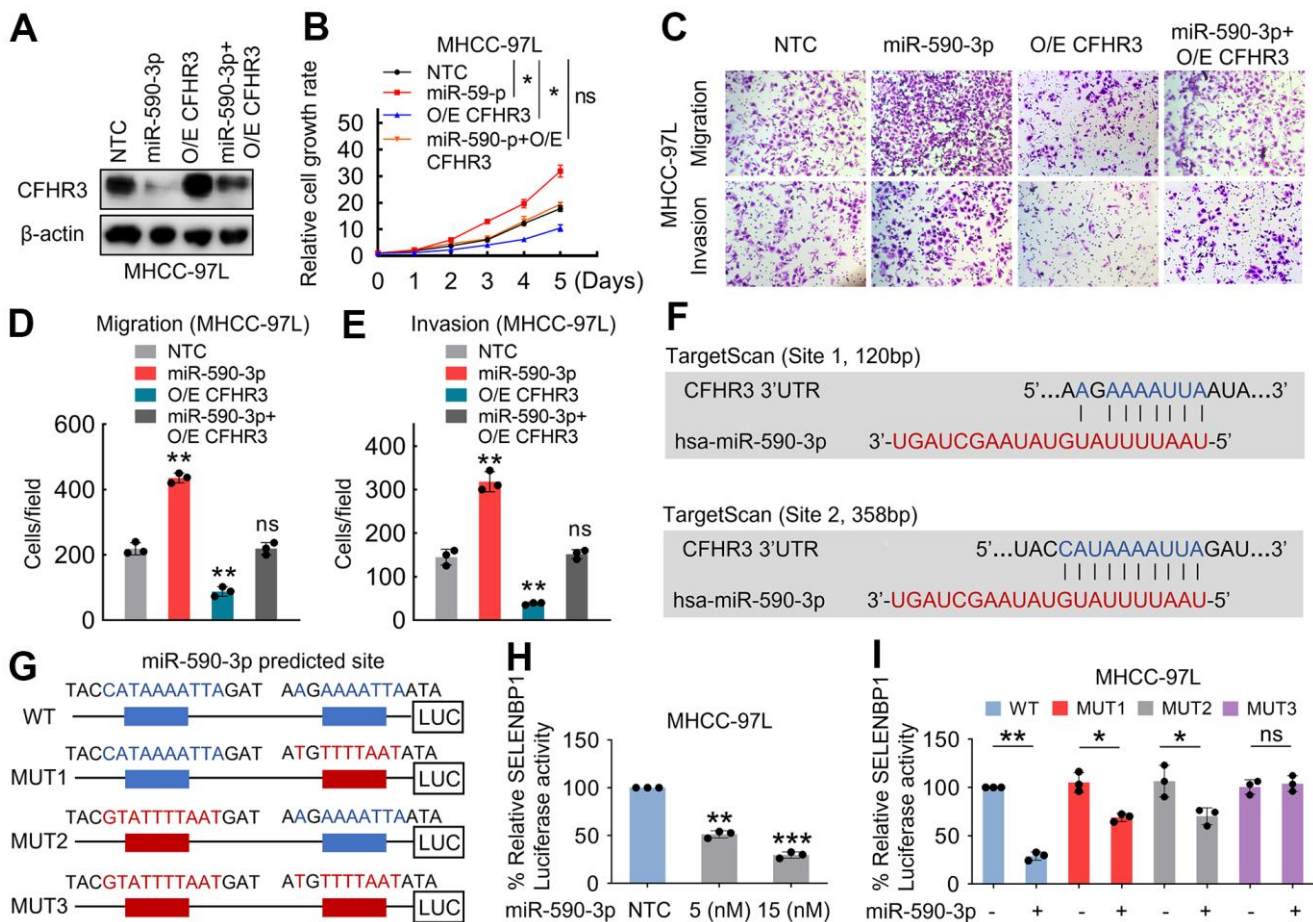 A
NTC
miR-590-3p
O/E CFHR3
miR-590-3p+
O/E CFHR3
CFHR3
β-actin
MHCC-97L
B
MHCC-97L
NTC
miR-59-p
O/E CFHR3
miR-590-p+O/E
CFHR3
*
*
ns
Relative cell growth rate
50
40
30
20
10
0
0 1 2 3 4 5 (Days)
C
NTC
miR-590-3p
O/E CFHR3
miR-590-3p+
O/E CFHR3
MHCC-97L
Migration
Invasion
D
Migration (MHCC-97L)
NTC
miR-590-3p
O/E CFHR3
miR-590-3p+
O/E CFHR3
Cells/field
600
400
200
0
**
**
ns
E
Invasion (MHCC-97L)
NTC
miR-590-3p
O/E CFHR3
miR-590-3p+
O/E CFHR3
Cells/field
400
300
200
100
0
**
**
ns
F
TargetScan (Site 1, 120bp)
CFHR3 3'UTR 5'...AAGAAAAUUAAUA...3'
hsa-miR-590-3p 3'-UGAUCGAAUAUGUAUUUUAAU-5'
TargetScan (Site 2, 358bp)
CFHR3 3'UTR 5'...UACCAUAAAAUUAGAU...3'
hsa-miR-590-3p 3'-UGAUCGAAUAUGUAUUUUAAU-5'
G
miR-590-3p predicted site
TACCATAAAATTAGAT AAGAAAATTAATA
WT
LUC
TACCATAAAATTAGAT ATGTTTTAATATA
MUT1
LUC
TACGTATTTTAATGAT AAGAAAATTAATA
MUT2
LUC
TACGTATTTTAATGAT ATGTTTTAATATA
MUT3
LUC
H
MHCC-97L
% Relative SELENBP1
Luciferase activity
150
100
50
0
**
***
miR-590-3p NTC 5 (nM) 15 (nM)
I
MHCC-97L
WT MUT1 MUT2 MUT3
% Relative SELENBP1
Luciferase activity
150
100
50
0
** * * ns
miR-590-3p - + - + - + - +